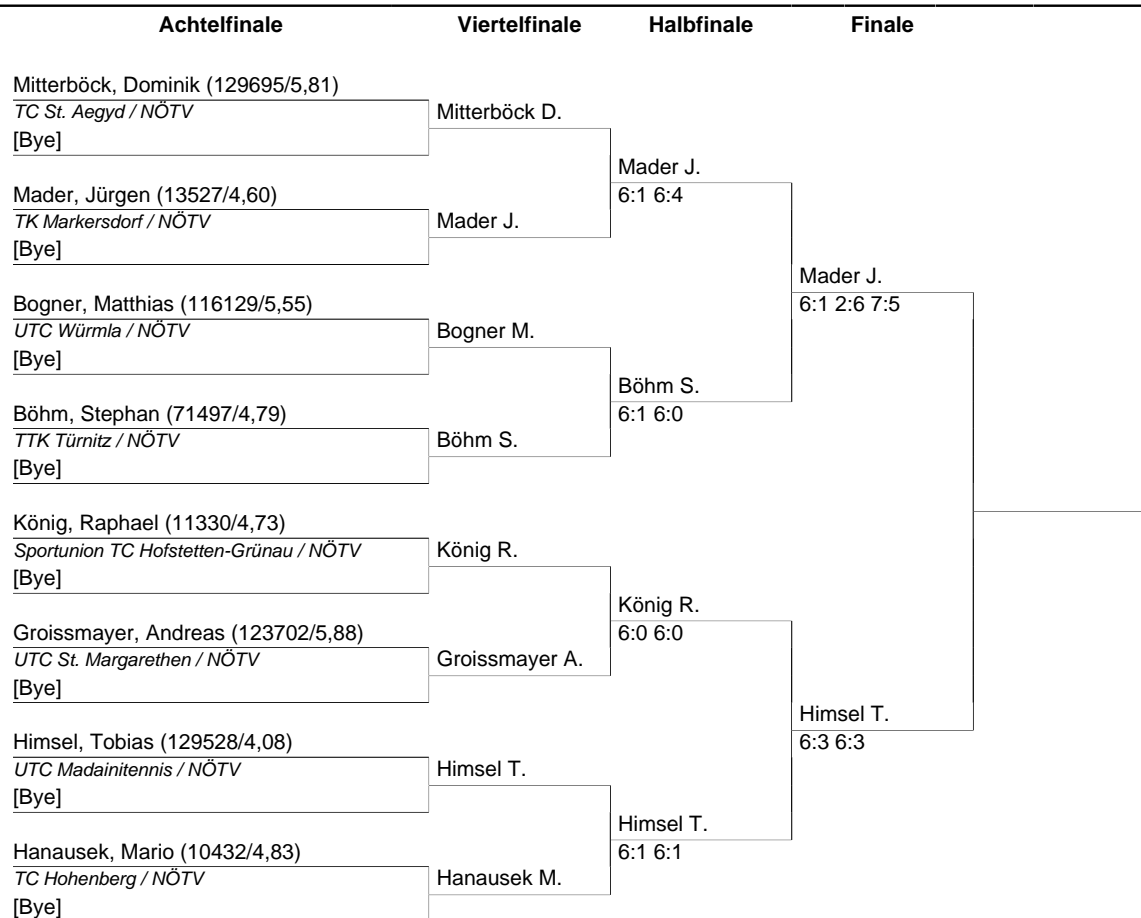 Achtelfinale Viertelfinale Halbfinale Finale
Mitterböck, Dominik (129695/5,81)
TC St. Aegyd / NÖTV
Mitterböck D.
[Bye]
Mader J.
Mader, Jürgen (13527/4,60)
6:1 6:4
TK Markersdorf / NÖTV
Mader J.
[Bye]
Mader J.
Bogner, Matthias (116129/5,55)
6:1 2:6 7:5
UTC Würmla / NÖTV
Bogner M.
[Bye]
Böhm S.
Böhm, Stephan (71497/4,79)
6:1 6:0
TTK Türnitz / NÖTV
Böhm S.
[Bye]
König, Raphael (11330/4,73)
Sportunion TC Hofstetten-Grünau / NÖTV
König R.
[Bye]
König R.
Groissmayer, Andreas (123702/5,88)
6:0 6:0
UTC St. Margarethen / NÖTV
Groissmayer A.
[Bye]
Himsel T.
Himsel, Tobias (129528/4,08)
6:3 6:3
UTC Madainitennis / NÖTV
Himsel T.
[Bye]
Himsel T.
Hanausek, Mario (10432/4,83)
6:1 6:1
TC Hohenberg / NÖTV
Hanausek M.
[Bye]